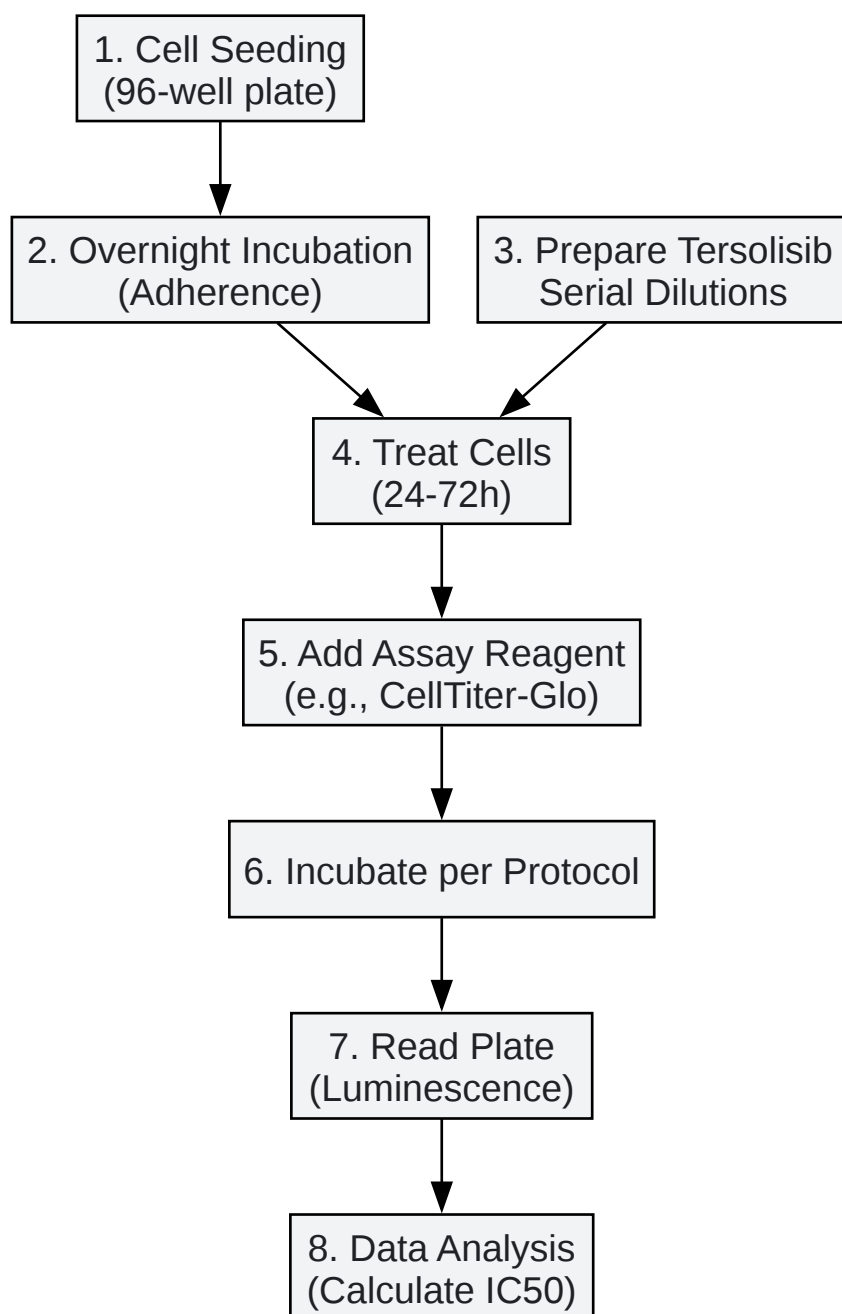 1. Cell Seeding
(96-well plate)
2. Overnight Incubation
(Adherence)
3. Prepare Tersolisib
Serial Dilutions
4. Treat Cells
(24-72h)
5. Add Assay Reagent
(e.g., CellTiter-Glo)
6. Incubate per Protocol
7. Read Plate
(Luminescence)
8. Data Analysis
(Calculate IC50)